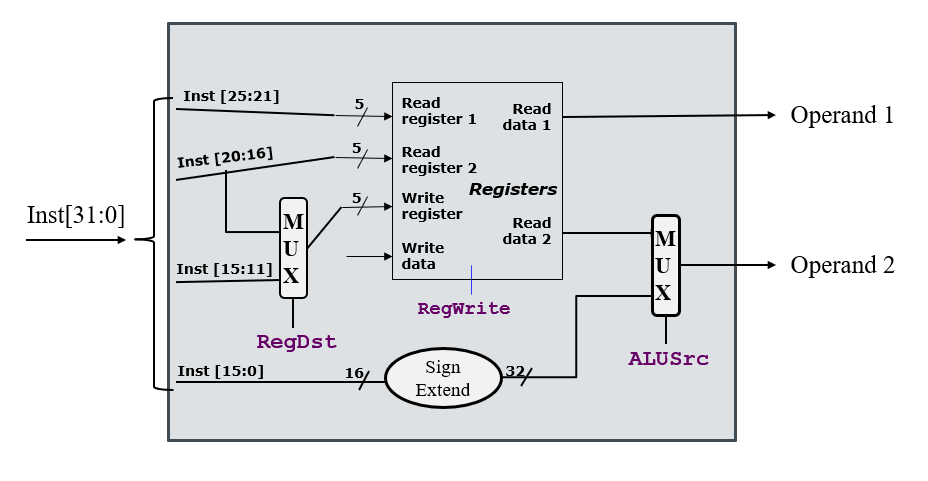 Inst [25:21]
5
Read
register 1
Read
data 1
Operand 1
Inst [20:16]
5
Read
register 2
Registers
Inst[31:0]
5
Write
register
Read
data 2
M
U
X
M
U
X
Write
data
Operand 2
Inst [15:11]
RegWrite
RegDst
ALUSrc
Inst [15:0]
16
Sign
Extend
32